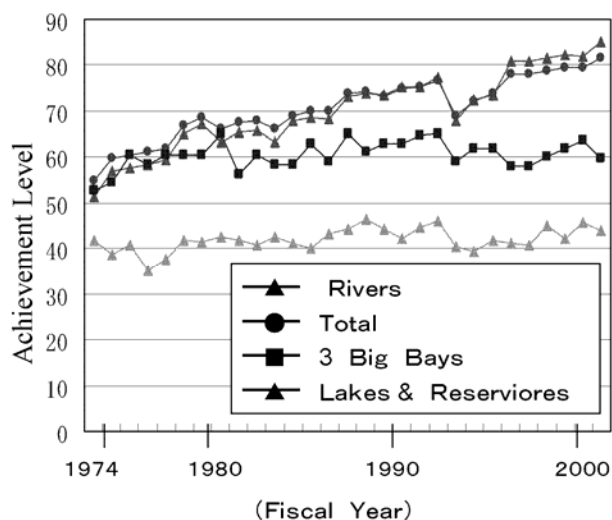 90
80
70
60
50
40
30
20
10
0
Achievement Level
Rivers
Total
3 Big Bays
Lakes & Reserviores
1974 1980 1990 2000
(Fiscal Year)